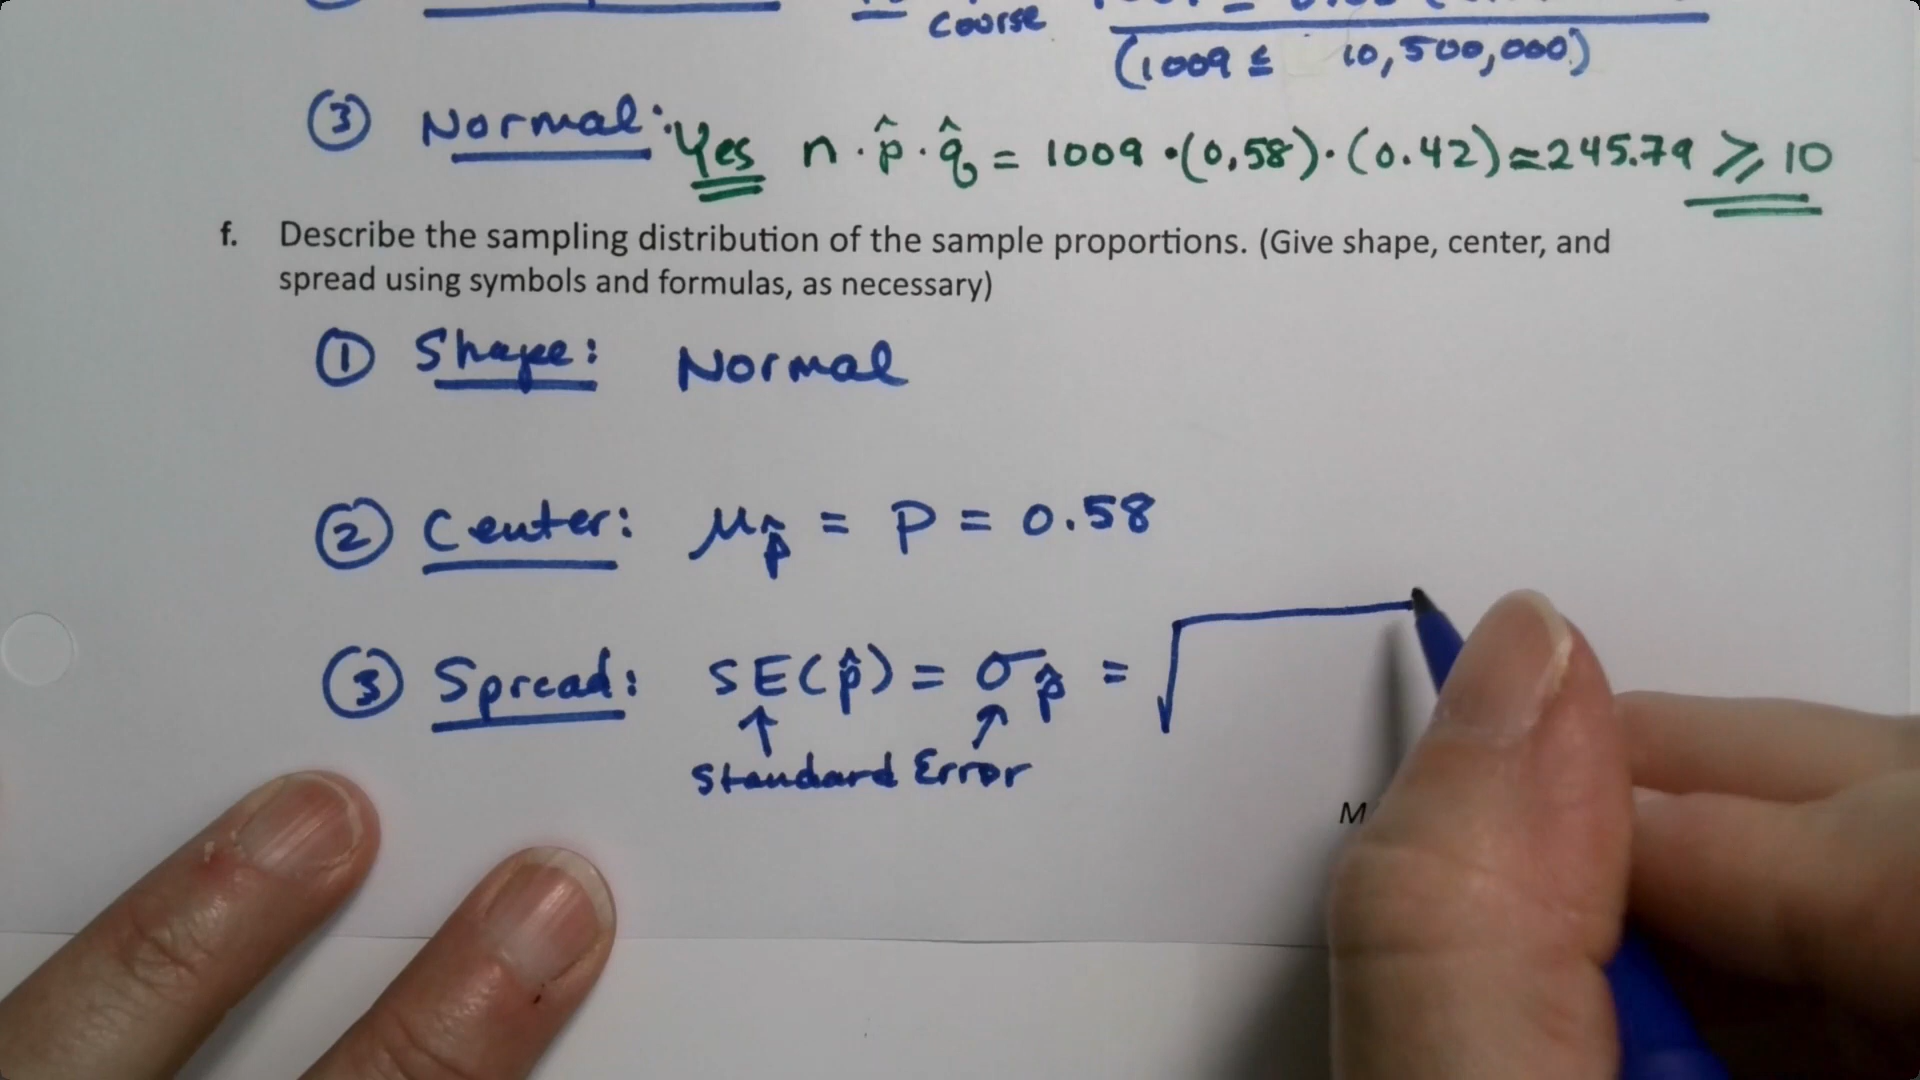 course
(1009 ≤ 10,500,000)
③ Normal: Yes n · p̂ · q̂ = 1009 · (0.58) · (0.42) ≈ 245.79 ≥ 10
f. Describe the sampling distribution of the sample proportions. (Give shape, center, and
spread using symbols and formulas, as necessary)
① Shape: Normal
② Center: μp̂ = P = 0.58
③ Spread: SE(p̂) = σp̂ = √
↑ ↑
Standard Error
M